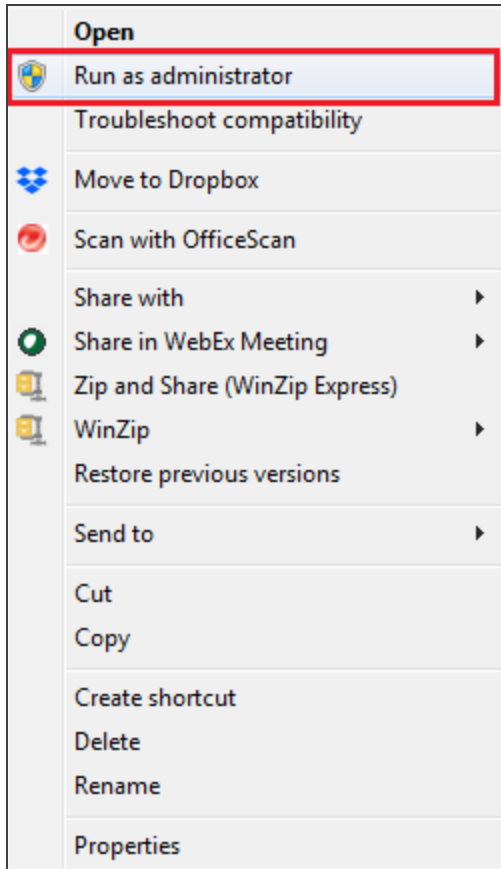 Open
Run as administrator
Troubleshoot compatibility
Move to Dropbox
Scan with OfficeScan
Share with
Share in WebEx Meeting
Zip and Share (WinZip Express)
WinZip
Restore previous versions
Send to
Cut
Copy
Create shortcut
Delete
Rename
Properties